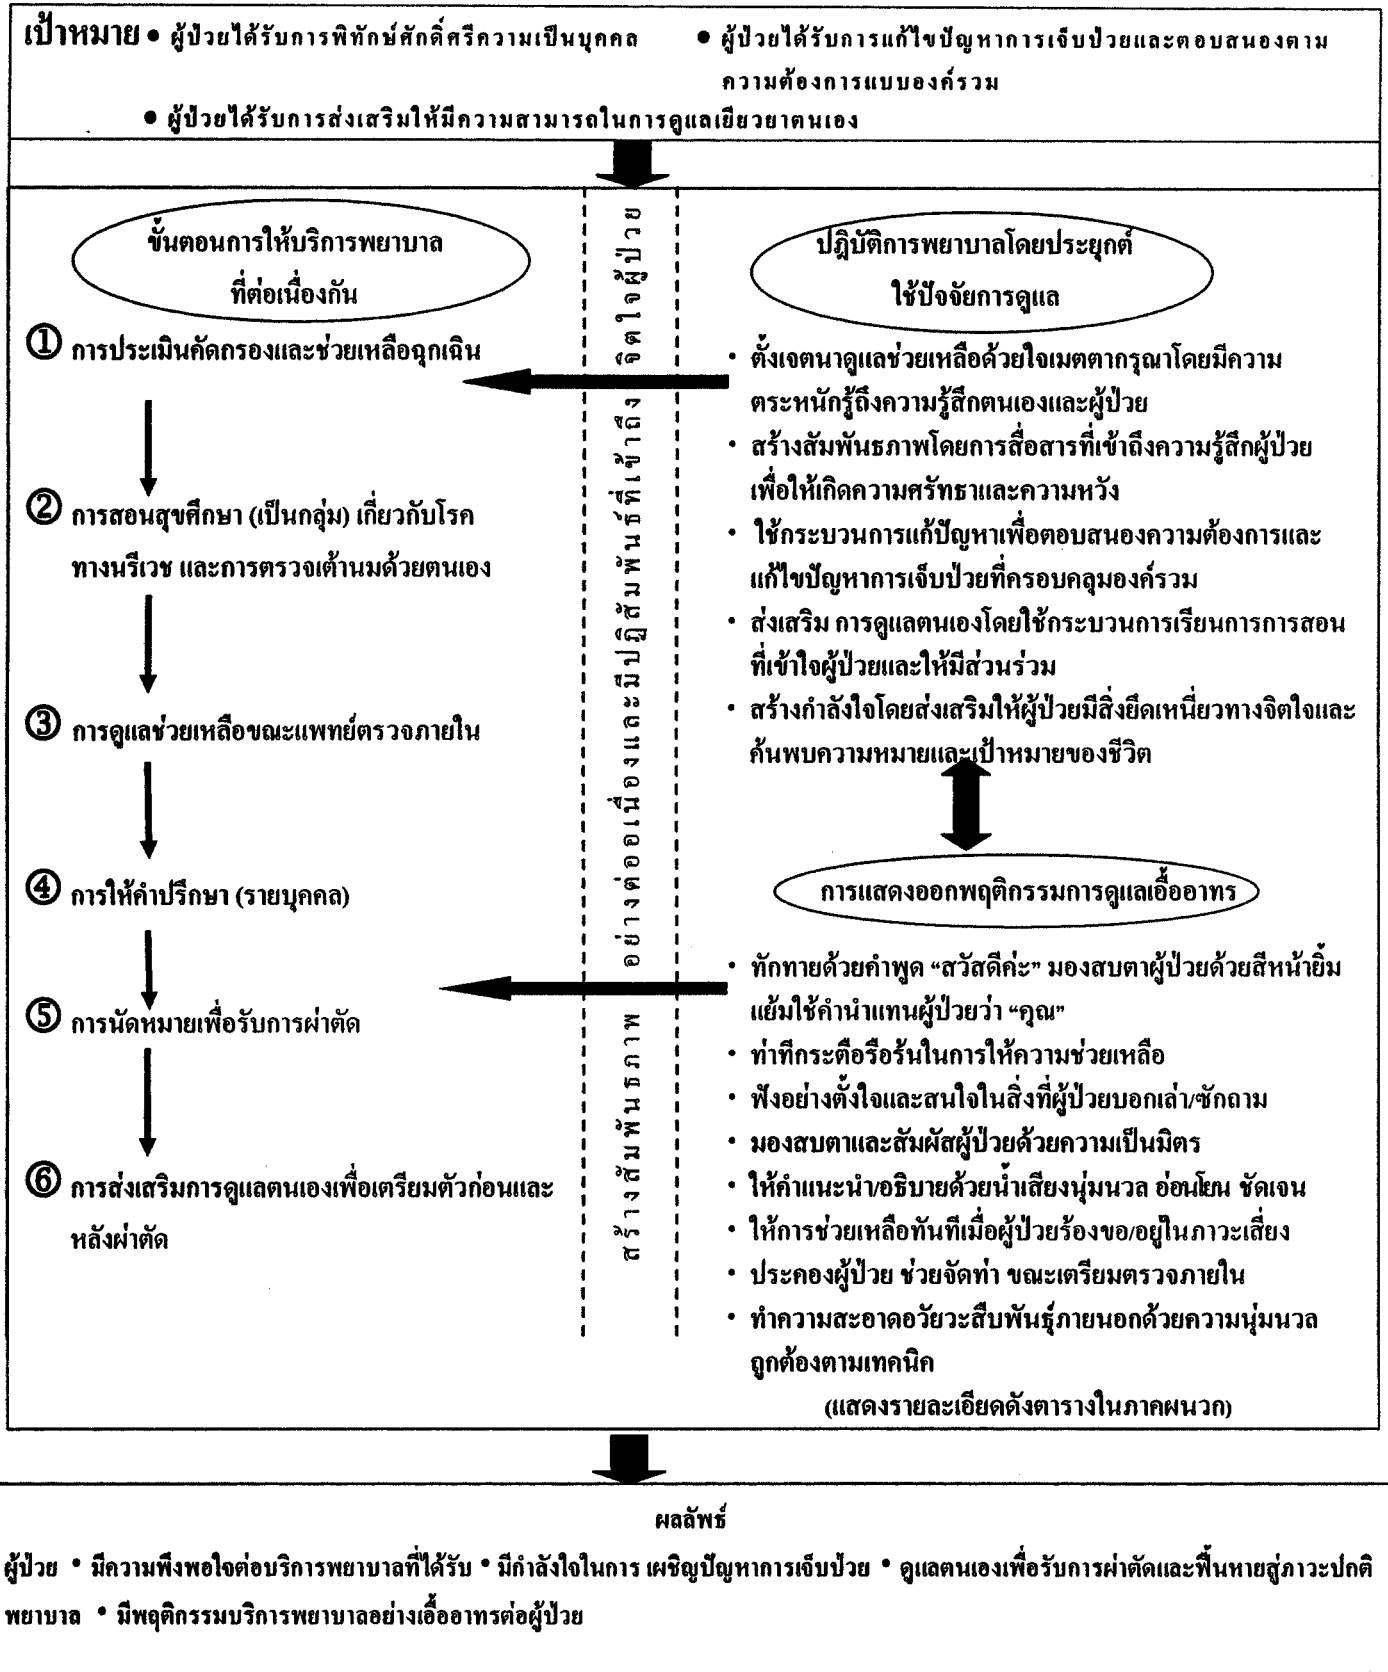 เป้าหมาย ● ผู้ป่วยได้รับการพิทักษ์ศักดิ์ศรีความเป็นบุคคล ● ผู้ป่วยได้รับการแก้ไขปัญหาการเจ็บป่วยและตอบสนองตาม
ความต้องการแบบองค์รวม
● ผู้ป่วยได้รับการส่งเสริมให้มีความสามารถในการดูแลเยียวยาตนเอง
ขั้นตอนการให้บริการพยาบาล
ที่ต่อเนื่องกัน
① การประเมินคัดกรองและช่วยเหลือฉุกเฉิน
② การสอนสุขศึกษา (เป็นกลุ่ม) เกี่ยวกับโรค
ทางนรีเวช และการตรวจเต้านมด้วยตนเอง
③ การดูแลช่วยเหลือขณะแพทย์ตรวจภายใน
④ การให้คำปรึกษา (รายบุคคล)
⑤ การนัดหมายเพื่อรับการผ่าตัด
⑥ การส่งเสริมการดูแลตนเองเพื่อเตรียมตัวก่อนและ
หลังผ่าตัด
สร้างสัมพันธภาพ อย่างต่อเนื่องและมีปฏิสัมพันธ์ที่เข้าถึง จิตใจผู้ป่วย
ปฎิบัติการพยาบาลโดยประยุกต์
ใช้ปัจจัยการดูแล
• ตั้งเจตนาดูแลช่วยเหลือด้วยใจเมตตากรุณาโดยมีความ
ตระหนักรู้ถึงความรู้สึกตนเองและผู้ป่วย
• สร้างสัมพันธภาพโดยการสื่อสารที่เข้าถึงความรู้สึกผู้ป่วย
เพื่อให้เกิดความศรัทธาและความหวัง
• ใช้กระบวนการแก้ปัญหาเพื่อตอบสนองความต้องการและ
แก้ไขปัญหาการเจ็บป่วยที่ครอบคลุมองค์รวม
• ส่งเสริม การดูแลตนเองโดยใช้กระบวนการเรียนการการสอน
ที่เข้าใจผู้ป่วยและให้มีส่วนร่วม
• สร้างกำลังใจโดยส่งเสริมให้ผู้ป่วยมีสิ่งยึดเหนี่ยวทางจิตใจและ
ค้นพบความหมายและเป้าหมายของชีวิต
การแสดงออกพฤติกรรมการดูแลเอื้ออาทร
• ทักทายด้วยคำพูด “สวัสดีค่ะ” มองสบตาผู้ป่วยด้วยสีหน้ายิ้ม
แย้มใช้คำนำแทนผู้ป่วยว่า “คุณ”
• ท่าทีกระตือรือร้นในการให้ความช่วยเหลือ
• ฟังอย่างตั้งใจและสนใจในสิ่งที่ผู้ป่วยบอกเล่า/ซักถาม
• มองสบตาและสัมผัสผู้ป่วยด้วยความเป็นมิตร
• ให้คำแนะนำ/อธิบายด้วยน้ำเสียงนุ่มนวล อ่อนโยน ชัดเจน
• ให้การช่วยเหลือทันทีเมื่อผู้ป่วยร้องขอ/อยู่ในภาวะเสี่ยง
• ประคองผู้ป่วย ช่วยจัดท่า ขณะเตรียมตรวจภายใน
• ทำความสะอาดอวัยวะสืบพันธุ์ภายนอกด้วยความนุ่มนวล
ถูกต้องตามเทคนิค
(แสดงรายละเอียดดังตารางในภาคผนวก)
ผลลัพธ์
ผู้ป่วย • มีความพึงพอใจต่อบริการพยาบาลที่ได้รับ • มีกำลังใจในการ เผชิญปัญหาการเจ็บป่วย • ดูแลตนเองเพื่อรับการผ่าตัดและฟื้นหายสู่ภาวะปกติ
พยาบาล • มีพฤติกรรมบริการพยาบาลอย่างเอื้ออาทรต่อผู้ป่วย